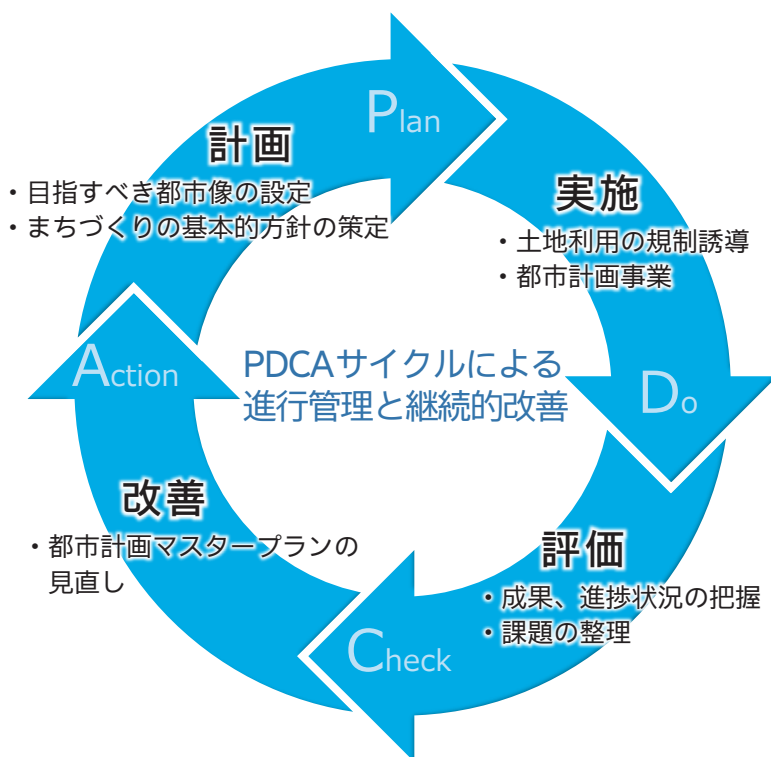 Plan
計画
・目指すべき都市像の設定
・まちづくりの基本的方針の策定
実施
・土地利用の規制誘導
・都市計画事業
Do
PDCAサイクルによる
進行管理と継続的改善
評価
・成果、進捗状況の把握
・課題の整理
Check
改善
・都市計画マスタープランの
見直し
Action